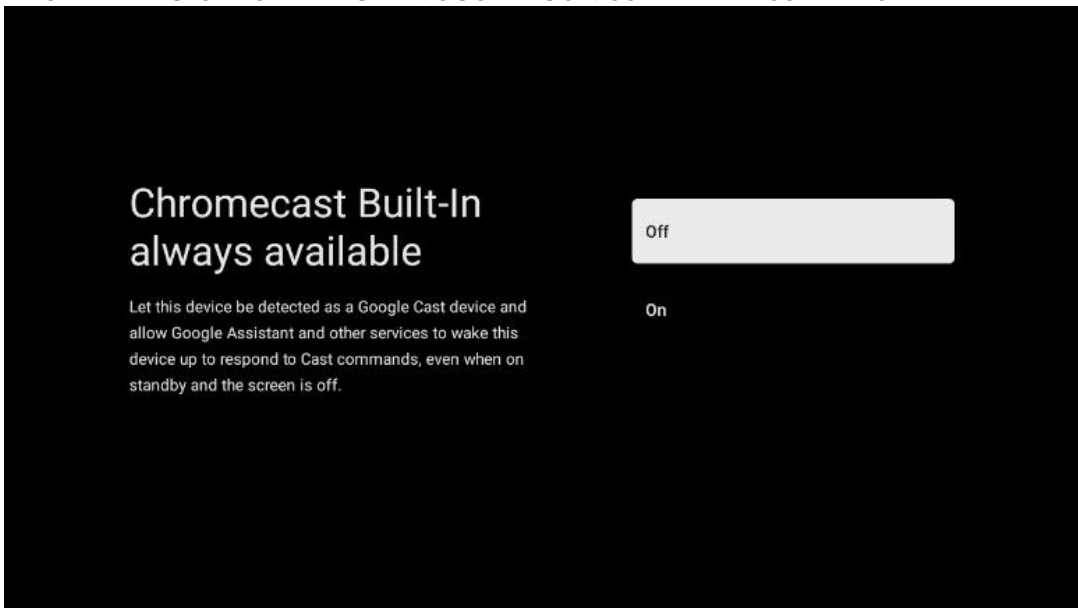 Chromecast Built-In
always available
Let this device be detected as a Google Cast device and
allow Google Assistant and other services to wake this
device up to respond to Cast commands, even when on
standby and the screen is off.
Off
On